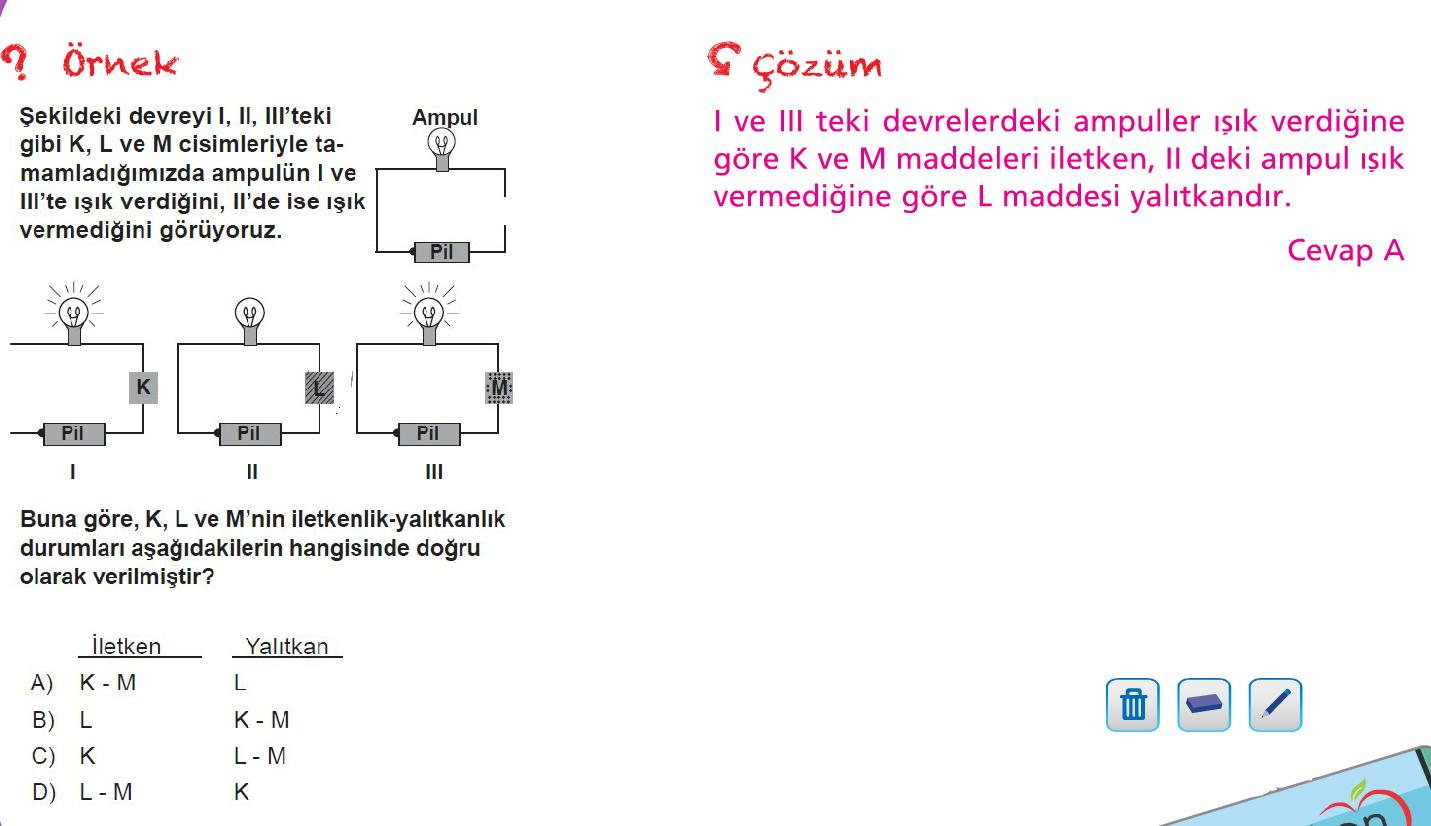 ? Örnek
Şekildeki devreyi I, II, III'teki
gibi K, L ve M cisimleriyle ta-
mamladığımızda ampulün I ve
III'te ışık verdiğini, II'de ise ışık
vermediğini görüyoruz.
Ampul
Pil
K
Pil
I
L
Pil
II
M
Pil
III
Buna göre, K, L ve M'nin iletkenlik-yalıtkanlık
durumları aşağıdakilerin hangisinde doğru
olarak verilmiştir?
İletken Yalıtkan
A) K - M L
B) L K - M
C) K L - M
D) L - M K
Çözüm
I ve III teki devrelerdeki ampuller ışık verdiğine
göre K ve M maddeleri iletken, II deki ampul ışık
vermediğine göre L maddesi yalıtkandır.
Cevap A